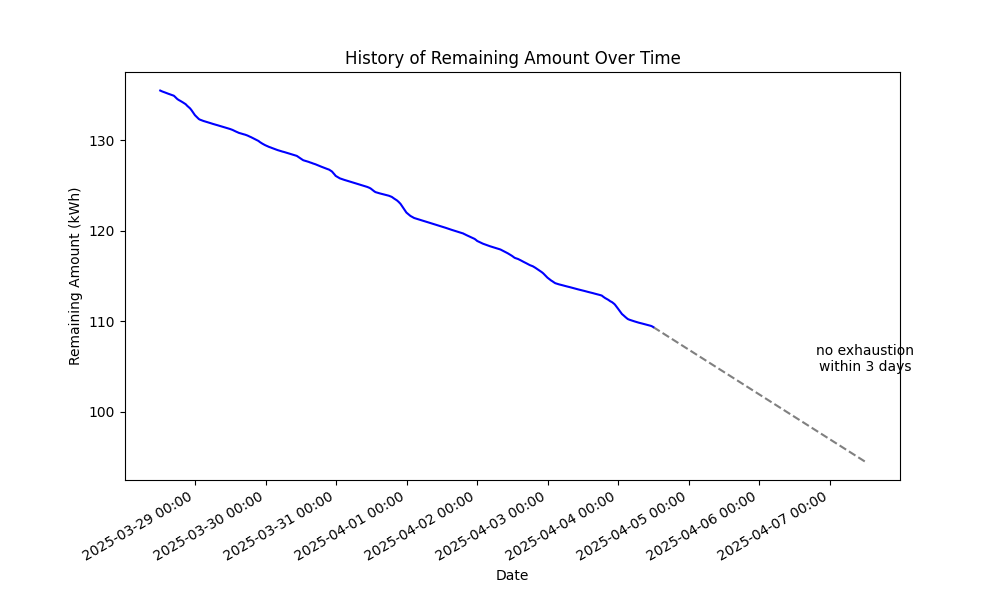 History of Remaining Amount Over Time
Remaining Amount (kWh)
130
120
110
100
no exhaustion
within 3 days
2025-03-29 00:00
2025-03-30 00:00
2025-03-31 00:00
2025-04-01 00:00
2025-04-02 00:00
2025-04-03 00:00
2025-04-04 00:00
2025-04-05 00:00
2025-04-06 00:00
2025-04-07 00:00
Date